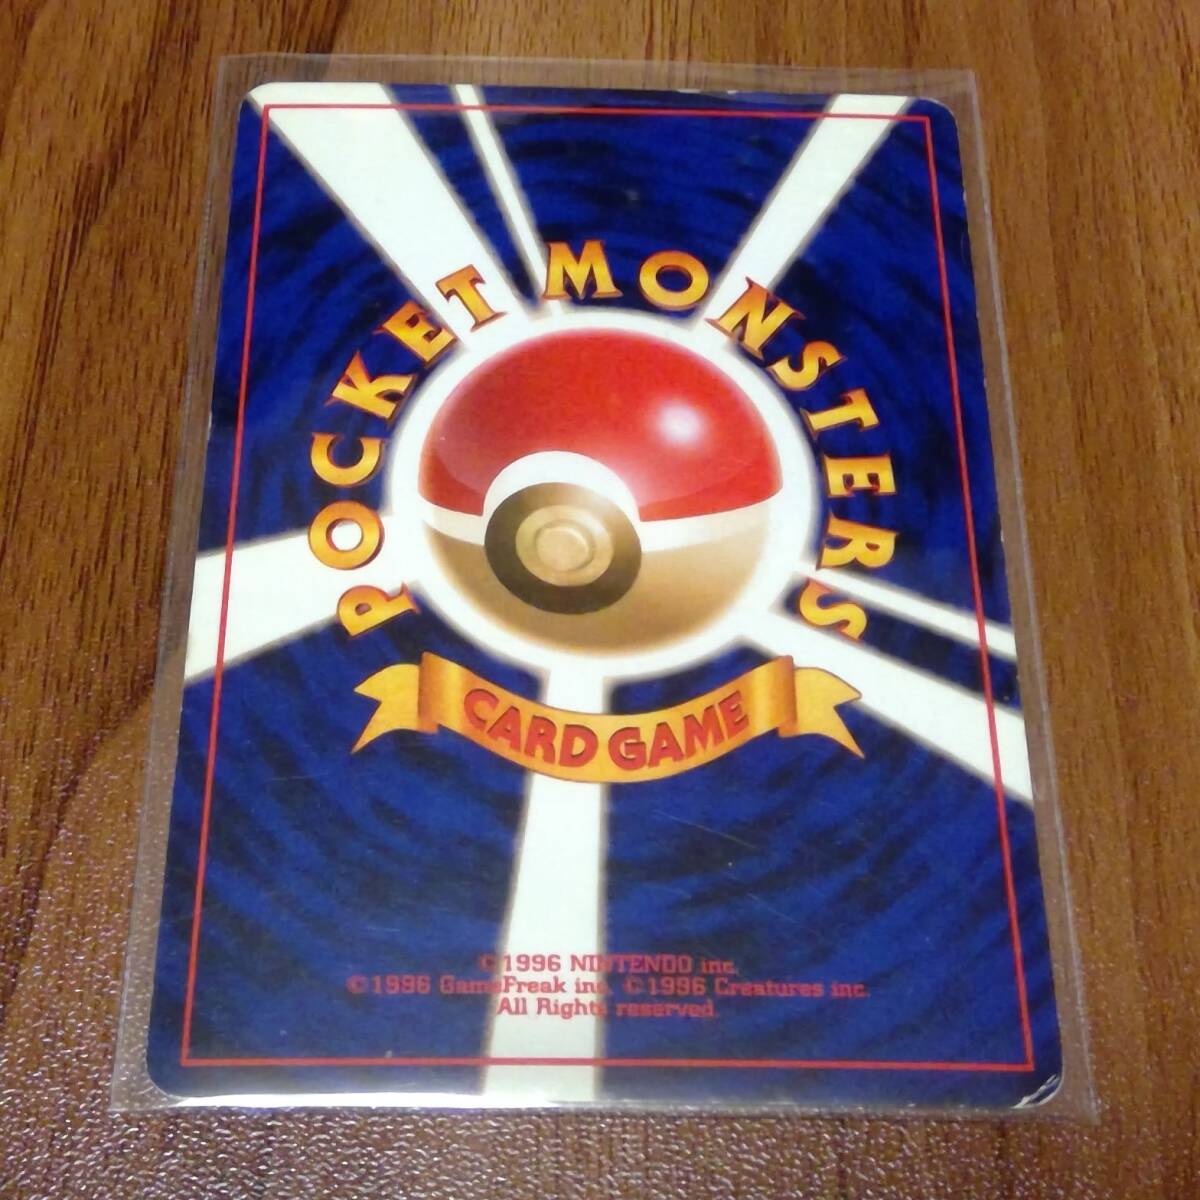 POCKET MONSTERS
CARD GAME
©1996 NINTENDO inc.
©1996 GameFreak inc. ©1996 Creatures inc.
All Rights reserved.